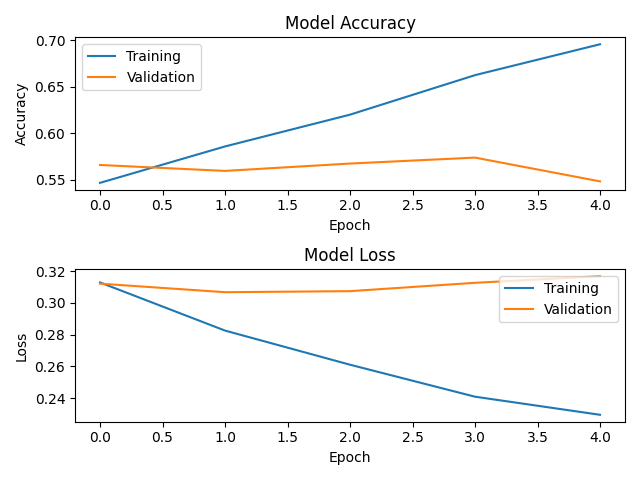 Model Accuracy
Accuracy
0.70
0.65
0.60
0.55
Training
Validation
0.0 0.5 1.0 1.5 2.0 2.5 3.0 3.5 4.0
Epoch
Model Loss
Loss
0.32
0.30
0.28
0.26
0.24
Training
Validation
0.0 0.5 1.0 1.5 2.0 2.5 3.0 3.5 4.0
Epoch